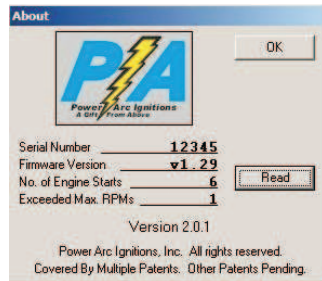 About
OK
PA
Power Arc Ignitions
A Gift From Above
Serial Number 12345
Firmware Version v1.29
No. of Engine Starts 6
Read
Exceeded Max. RPMs 1
Version 2.0.1
Power Arc Ignitions, Inc. All rights reserved.
Covered By Multiple Patents. Other Patents Pending.